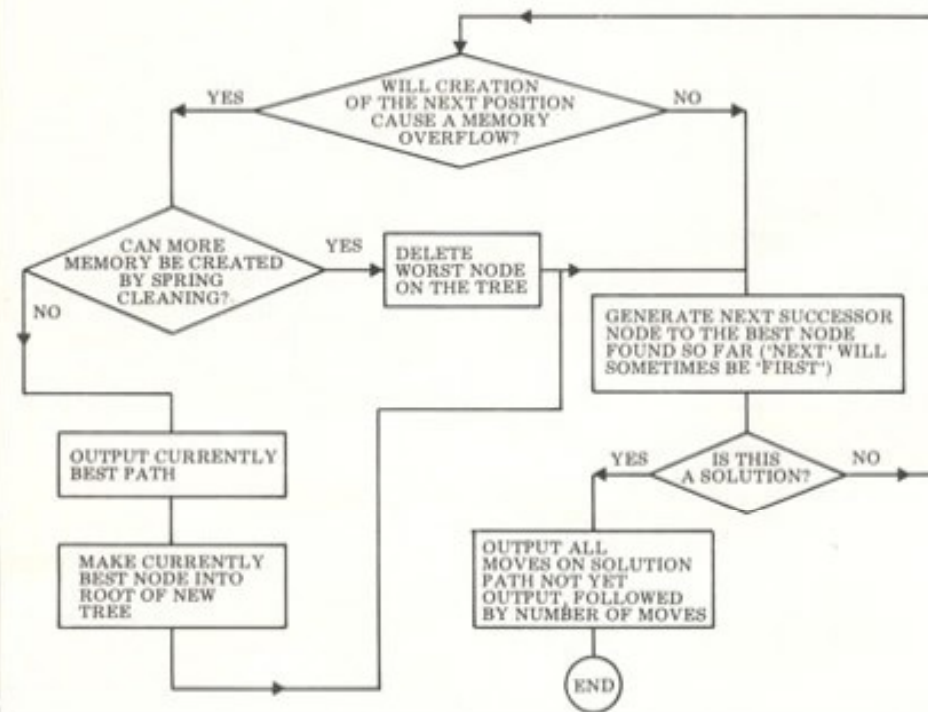 WILL CREATION
OF THE NEXT POSITION
CAUSE A MEMORY
OVERFLOW?
YES
NO
CAN MORE
MEMORY BE CREATED
BY SPRING
CLEANING?
YES
NO
DELETE
WORST NODE
ON THE TREE
GENERATE NEXT SUCCESSOR
NODE TO THE BEST NODE
FOUND SO FAR ('NEXT' WILL
SOMETIMES BE 'FIRST')
OUTPUT CURRENTLY
BEST PATH
MAKE CURRENTLY
BEST NODE INTO
ROOT OF NEW
TREE
IS THIS
A SOLUTION?
YES
NO
OUTPUT ALL
MOVES ON SOLUTION
PATH NOT YET
OUTPUT, FOLLOWED
BY NUMBER OF MOVES
END